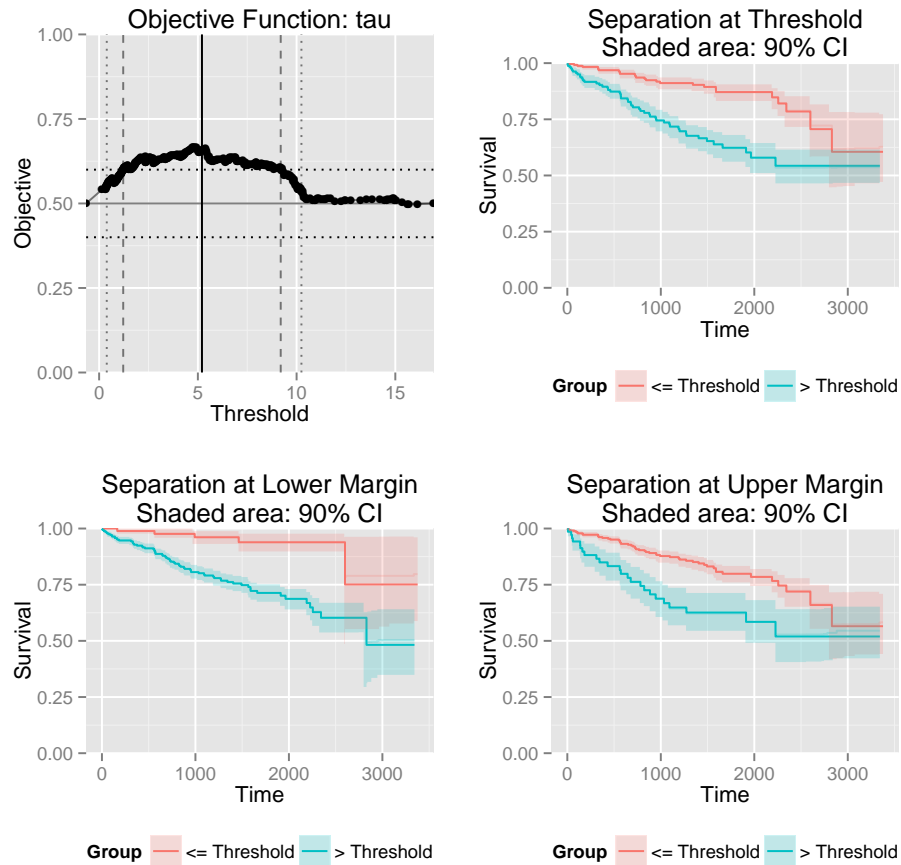 Objective Function: tau
1.00
0.75
0.50
0.25
0.00
Objective
0 5 10 15
Threshold
Separation at Threshold
Shaded area: 90% CI
1.00
0.75
0.50
0.25
0.00
Survival
0 1000 2000 3000
Time
Group <= Threshold > Threshold
Separation at Lower Margin
Shaded area: 90% CI
1.00
0.75
0.50
0.25
0.00
Survival
0 1000 2000 3000
Time
Group <= Threshold > Threshold
Separation at Upper Margin
Shaded area: 90% CI
1.00
0.75
0.50
0.25
0.00
Survival
0 1000 2000 3000
Time
Group <= Threshold > Threshold